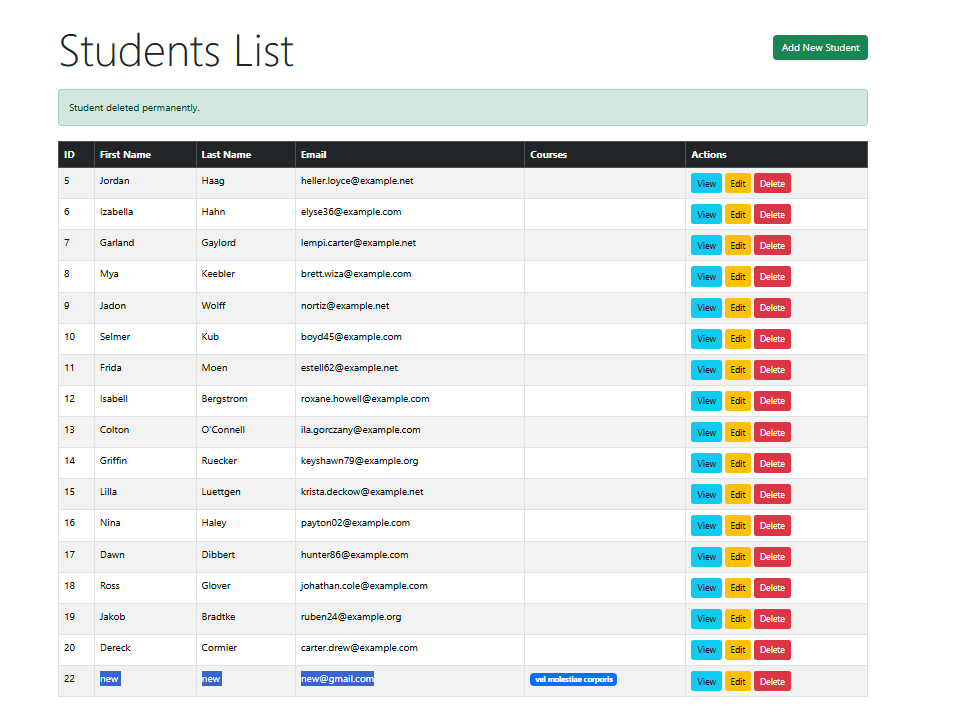 Students List
Add New Student
Student deleted permanently.
ID First Name Last Name Email Courses Actions
5 Jordan Haag heller.loyce@example.net View Edit Delete
6 Izabella Hahn elyse36@example.com View Edit Delete
7 Garland Gaylord lempi.carter@example.net View Edit Delete
8 Mya Keebler brett.wiza@example.com View Edit Delete
9 Jadon Wolff nortiz@example.net View Edit Delete
10 Selmer Kub boyd45@example.com View Edit Delete
11 Frida Moen estell62@example.net View Edit Delete
12 Isabell Bergstrom roxane.howell@example.com View Edit Delete
13 Colton O'Connell ila.gorczany@example.com View Edit Delete
14 Griffin Ruecker keyshawn79@example.org View Edit Delete
15 Lilla Luettgen krista.deckow@example.net View Edit Delete
16 Nina Haley payton02@example.com View Edit Delete
17 Dawn Dibbert hunter86@example.com View Edit Delete
18 Ross Glover johathan.cole@example.com View Edit Delete
19 Jakob Bradtke ruben24@example.org View Edit Delete
20 Dereck Cormier carter.drew@example.com View Edit Delete
22 new new new@gmail.com vel molestiae corporis View Edit Delete